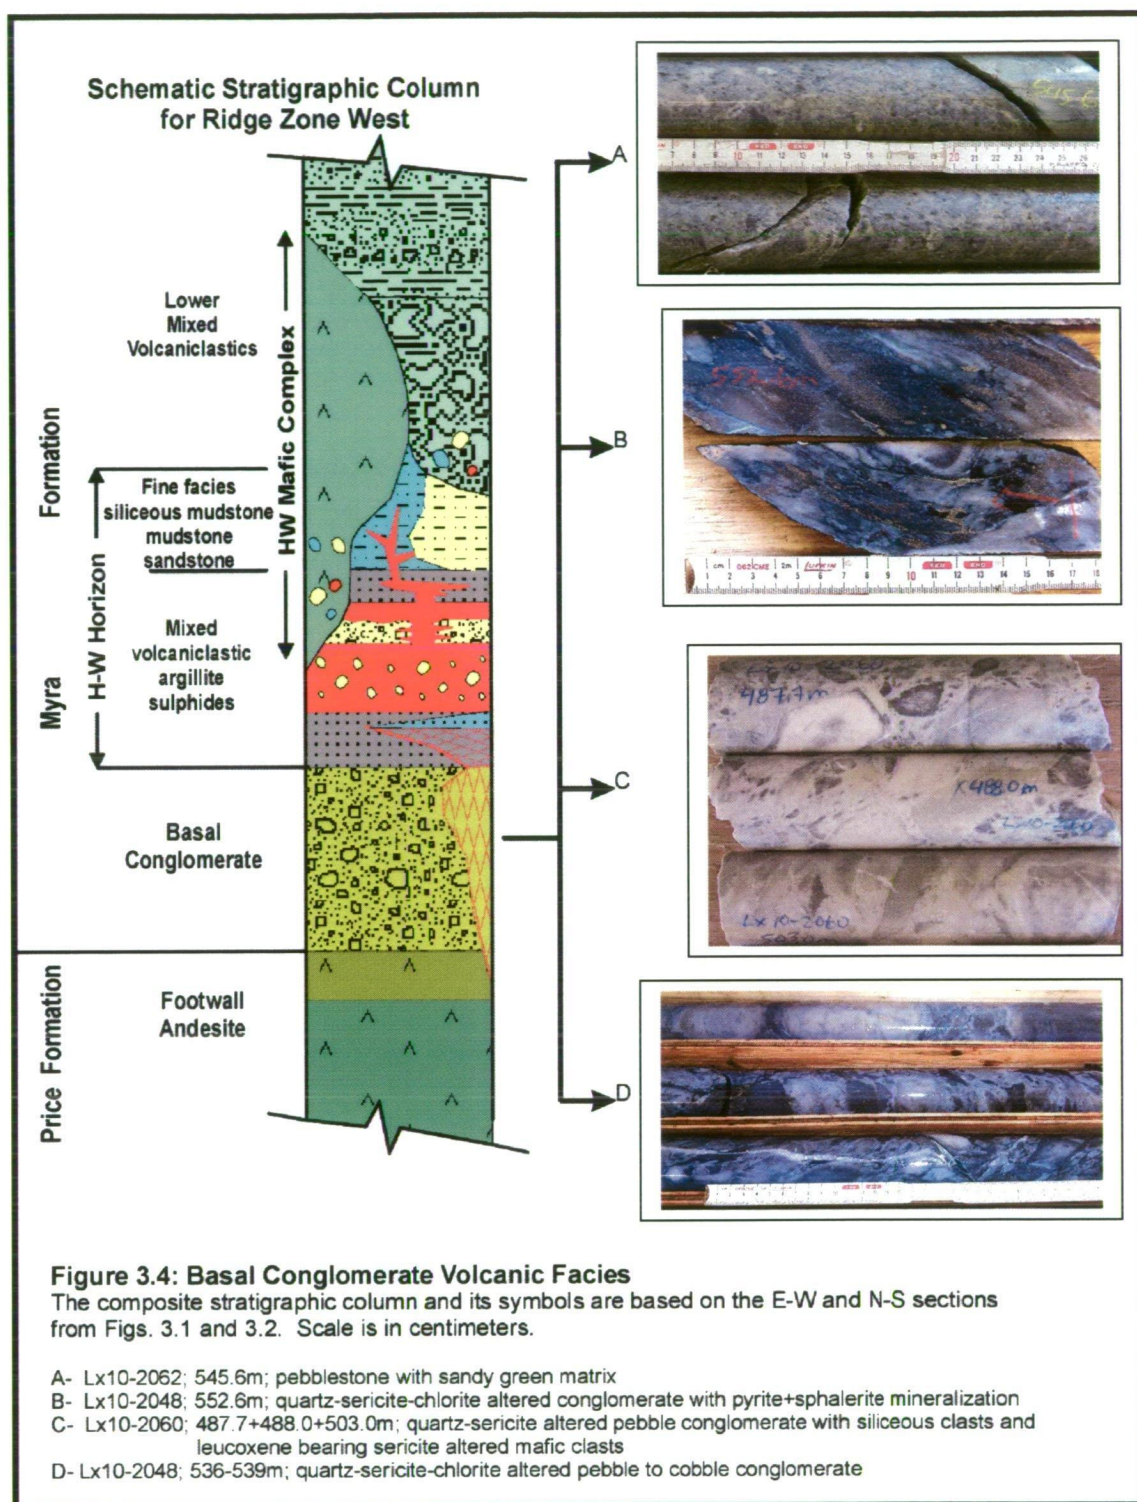 Schematic Stratigraphic Column
for Ridge Zone West
A
Lower
Mixed
Volcaniclastics
HW Mafic Complex
Formation
B
Fine facies
siliceous mudstone
mudstone
sandstone
H-W Horizon
Mixed
volcaniclastic
argillite
sulphides
Myra
487.7m
X488.0m
Lx10-2060
503.0m
C
Basal
Conglomerate
Price Formation
Footwall
Andesite
D
Figure 3.4: Basal Conglomerate Volcanic Facies
The composite stratigraphic column and its symbols are based on the E-W and N-S sections
from Figs. 3.1 and 3.2. Scale is in centimeters.
A- Lx10-2062; 545.6m; pebblestone with sandy green matrix
B- Lx10-2048; 552.6m; quartz-sericite-chlorite altered conglomerate with pyrite+sphalerite mineralization
C- Lx10-2060; 487.7+488.0+503.0m; quartz-sericite altered pebble conglomerate with siliceous clasts and
leucoxene bearing sericite altered mafic clasts
D- Lx10-2048; 536-539m; quartz-sericite-chlorite altered pebble to cobble conglomerate